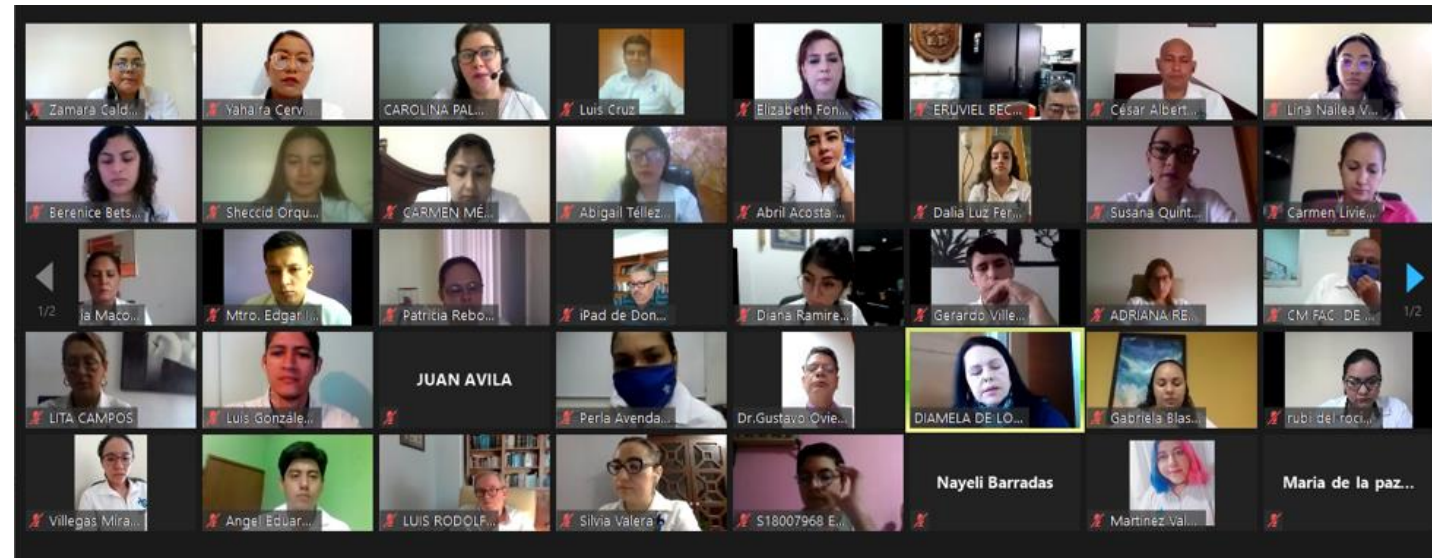 Zamara Cald...
Yahaira Cerv...
CAROLINA PAL...
Luis Cruz
Elizabeth Fon...
ERUVIEL BEC...
César Albert...
Lina Nailea V...
Berenice Bets...
Sheccid Orqu...
CARMEN MÉ...
Abigail Téllez...
Abril Acosta ...
Dalia Luz Fer...
Susana Quint...
Carmen Livie...
1/2
la Maco...
Mtro. Edgar I...
Patricia Rebo...
iPad de Don...
Diana Ramire...
Gerardo Ville...
ADRIANA RE...
CM FAC. DE ...
1/2
LITA CAMPOS
Luis Gonzále...
JUAN AVILA
Perla Avenda...
Dr.Gustavo Ovie...
DIAMELA DE LO...
Gabriela Blas...
rubi del roci...
Villegas Mira...
Angel Eduar...
LUIS RODOLF...
Silvia Valera
S18007968 E...
Nayeli Barradas
Martinez Val...
Maria de la paz...